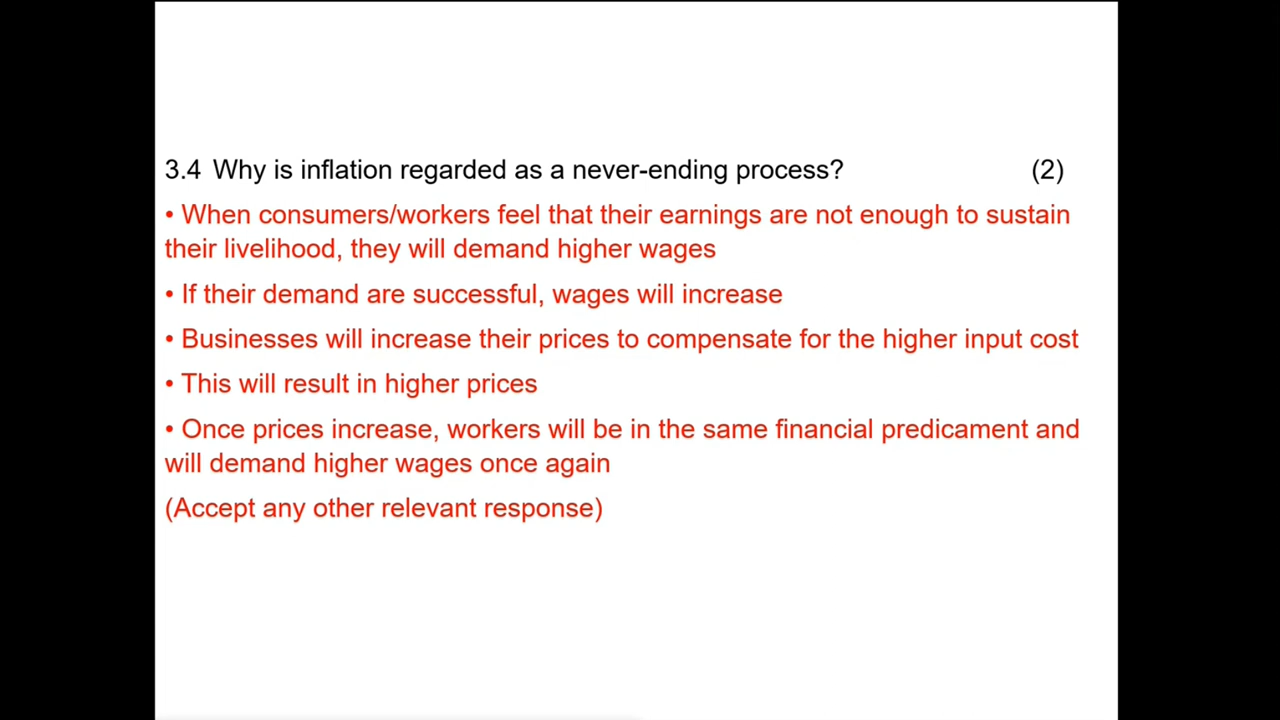 3.4 Why is inflation regarded as a never-ending process? (2)
• When consumers/workers feel that their earnings are not enough to sustain
their livelihood, they will demand higher wages
• If their demand are successful, wages will increase
• Businesses will increase their prices to compensate for the higher input cost
• This will result in higher prices
• Once prices increase, workers will be in the same financial predicament and
will demand higher wages once again
(Accept any other relevant response)